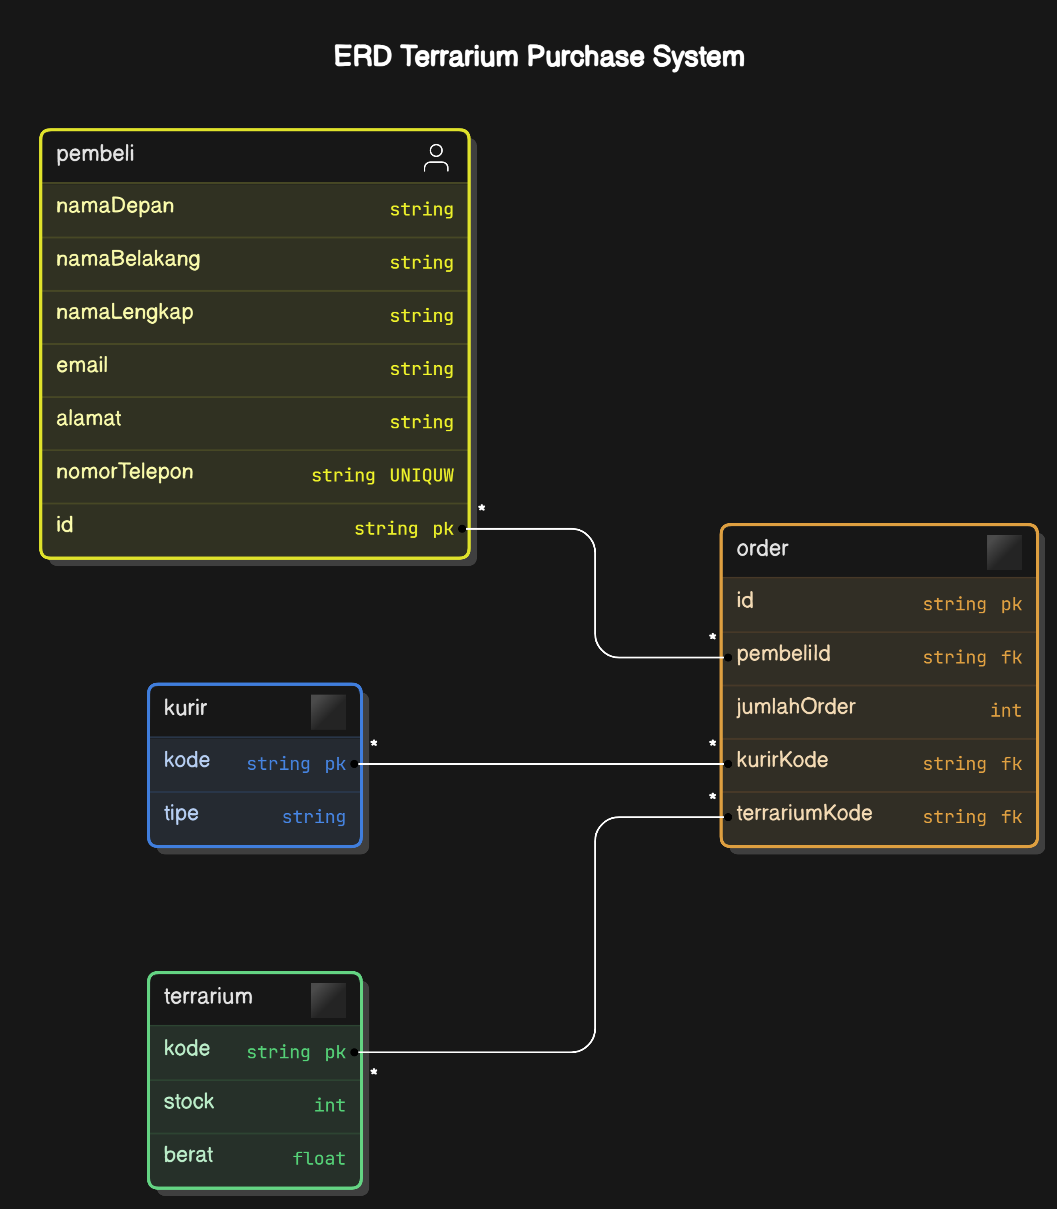 ERD Terrarium Purchase System
pembeli
namaDepan string
namaBelakang string
namaLengkap string
email string
alamat string
nomorTelepon string UNIQUW
id string pk
*
order
id string pk
*
pembeliId string fk
jumlahOrder int
*
kurirKode string fk
*
terrariumKode string fk
kurir
*
kode string pk
tipe string
terrarium
kode string pk
*
stock int
berat float